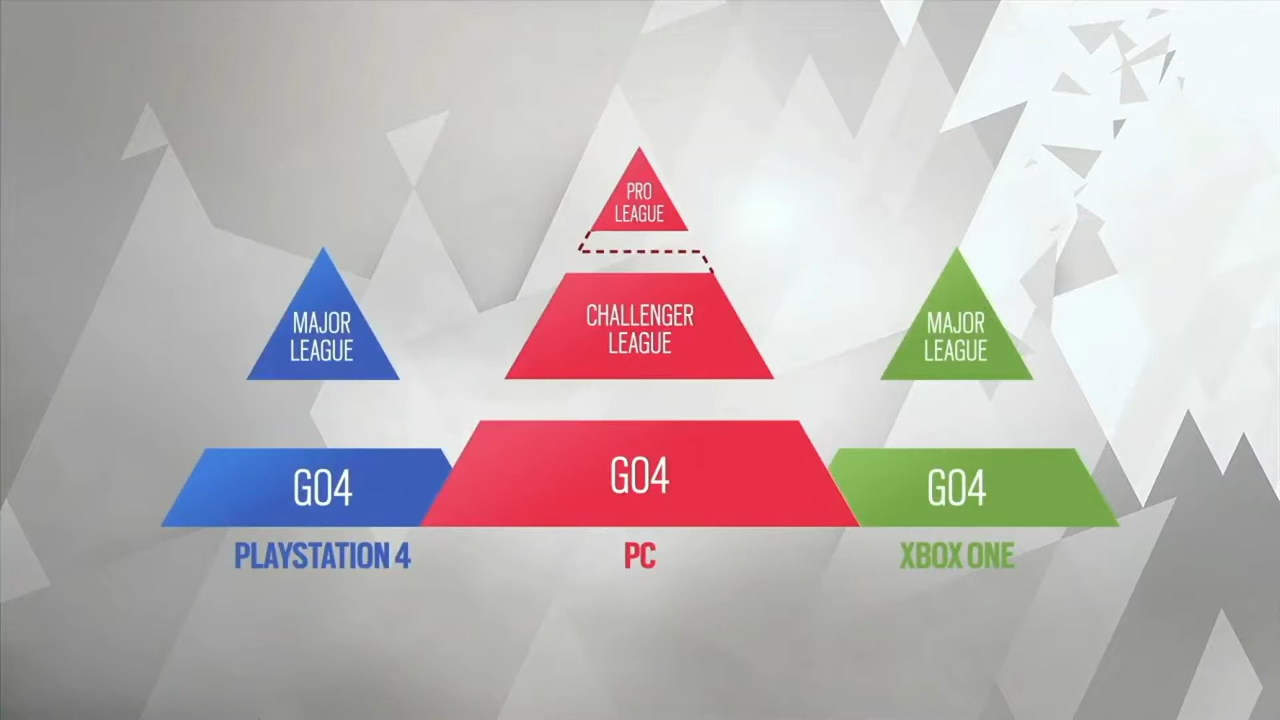 PRO
LEAGUE
MAJOR
LEAGUE
CHALLENGER
LEAGUE
MAJOR
LEAGUE
GO4
GO4
GO4
PLAYSTATION 4
PC
XBOX ONE